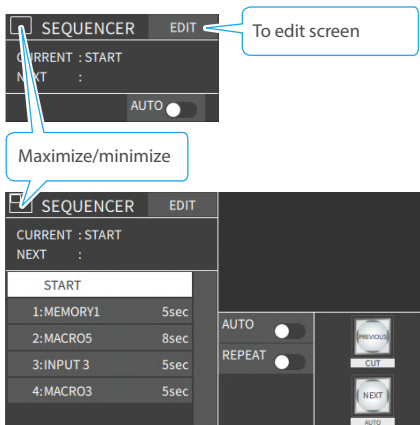 SEQUENCER EDIT
To edit screen
CURRENT : START
NEXT :
AUTO
Maximize/minimize
SEQUENCER EDIT
CURRENT : START
NEXT :
START
1:MEMORY1 5sec
2:MACRO5 8sec
3:INPUT 3 5sec
4:MACRO3 5sec
AUTO
REPEAT
PREVIOUS
CUT
NEXT
AUTO